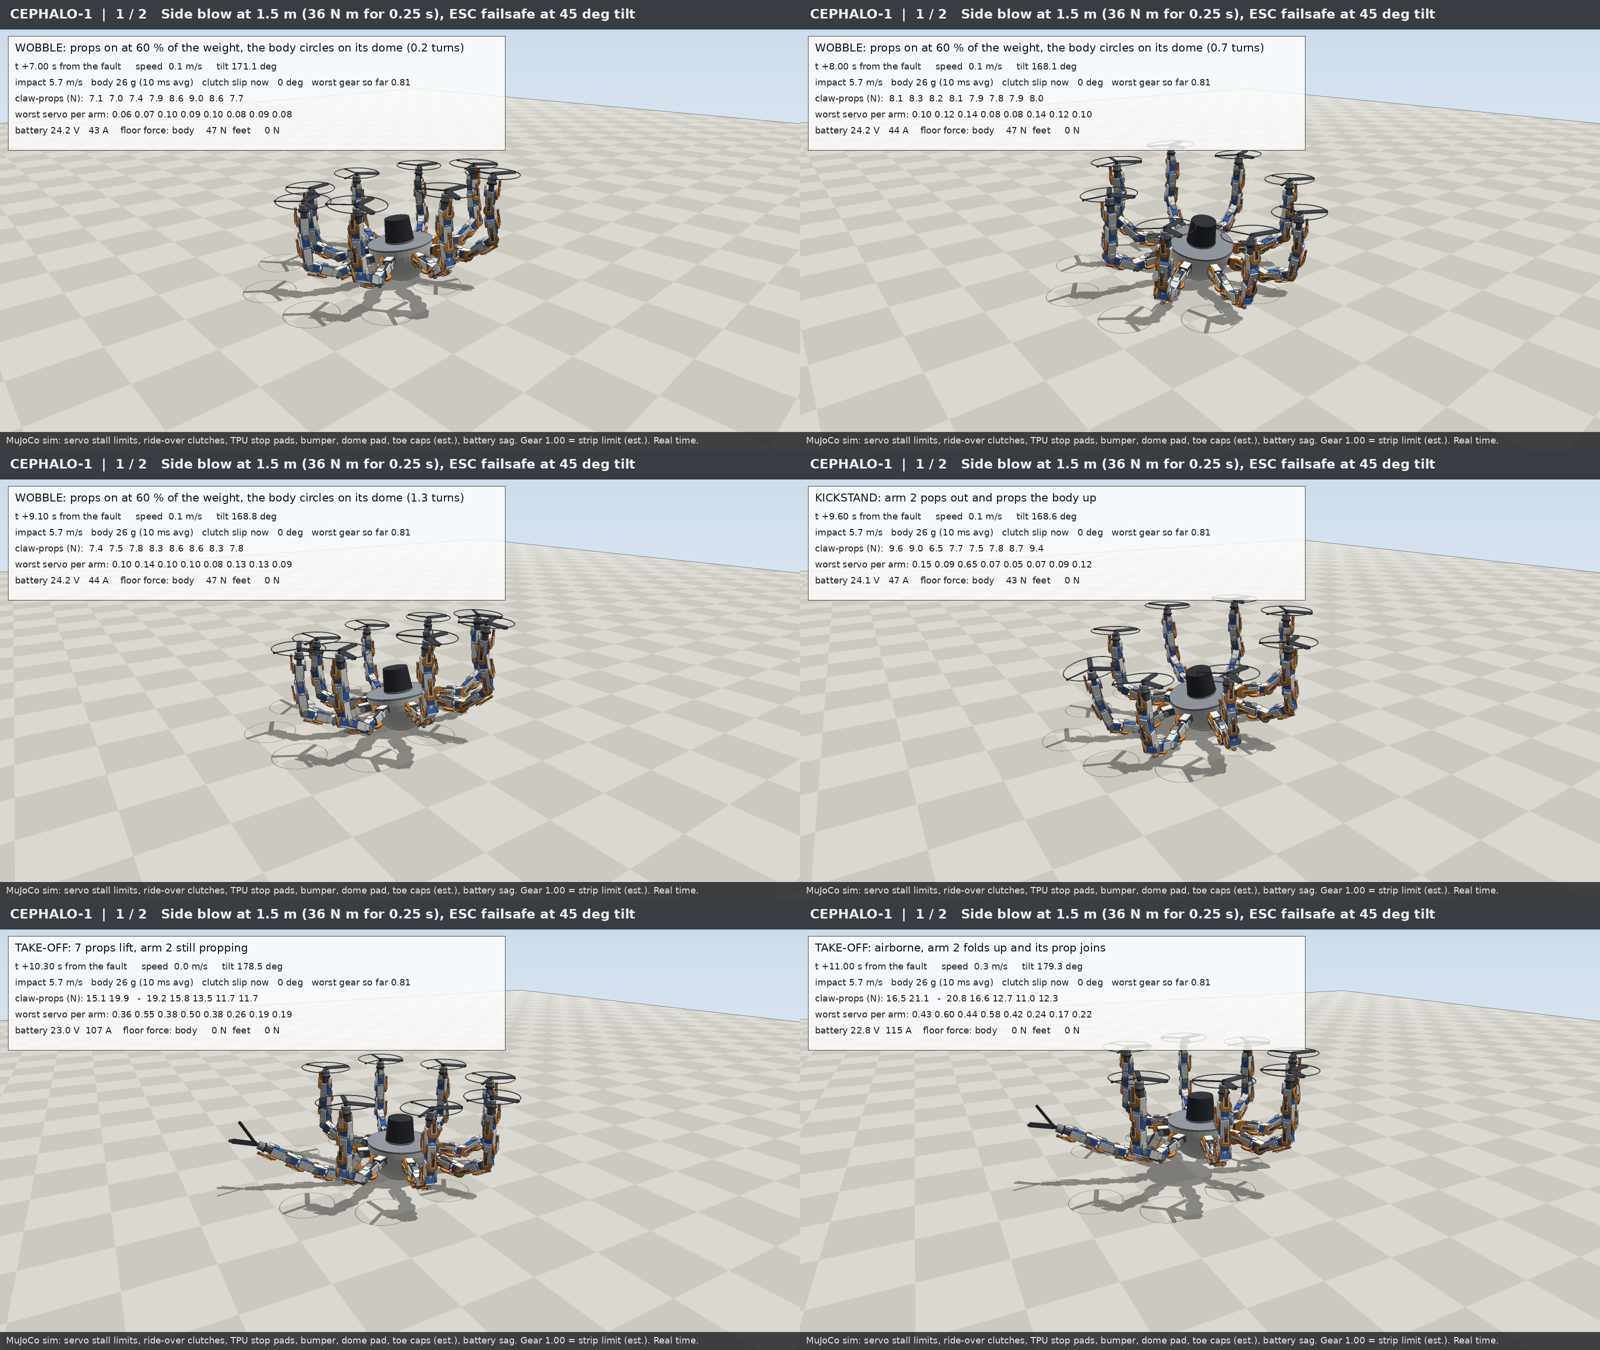 CEPHALO-1 | 1 / 2 Side blow at 1.5 m (36 N m for 0.25 s), ESC failsafe at 45 deg tilt
WOBBLE: props on at 60 % of the weight, the body circles on its dome (0.2 turns)
t +7.00 s from the fault speed 0.1 m/s tilt 171.1 deg
impact 5.7 m/s body 26 g (10 ms avg) clutch slip now 0 deg worst gear so far 0.81
claw-props (N): 7.1 7.0 7.4 7.9 8.6 9.0 8.6 7.7
worst servo per arm: 0.06 0.07 0.10 0.09 0.10 0.08 0.09 0.08
battery 24.2 V 43 A floor force: body 47 N feet 0 N
MuJoCo sim: servo stall limits, ride-over clutches, TPU stop pads, bumper, dome pad, toe caps (est.), battery sag. Gear 1.00 = strip limit (est.). Real time.
CEPHALO-1 | 1 / 2 Side blow at 1.5 m (36 N m for 0.25 s), ESC failsafe at 45 deg tilt
WOBBLE: props on at 60 % of the weight, the body circles on its dome (0.7 turns)
t +8.00 s from the fault speed 0.1 m/s tilt 168.1 deg
impact 5.7 m/s body 26 g (10 ms avg) clutch slip now 0 deg worst gear so far 0.81
claw-props (N): 8.1 8.3 8.2 8.1 7.9 7.8 7.9 8.0
worst servo per arm: 0.10 0.12 0.14 0.08 0.08 0.14 0.12 0.10
battery 24.2 V 44 A floor force: body 47 N feet 0 N
MuJoCo sim: servo stall limits, ride-over clutches, TPU stop pads, bumper, dome pad, toe caps (est.), battery sag. Gear 1.00 = strip limit (est.). Real time.
CEPHALO-1 | 1 / 2 Side blow at 1.5 m (36 N m for 0.25 s), ESC failsafe at 45 deg tilt
WOBBLE: props on at 60 % of the weight, the body circles on its dome (1.3 turns)
t +9.10 s from the fault speed 0.1 m/s tilt 168.8 deg
impact 5.7 m/s body 26 g (10 ms avg) clutch slip now 0 deg worst gear so far 0.81
claw-props (N): 7.4 7.5 7.8 8.3 8.6 8.6 8.3 7.8
worst servo per arm: 0.10 0.14 0.10 0.10 0.08 0.13 0.13 0.09
battery 24.2 V 44 A floor force: body 47 N feet 0 N
MuJoCo sim: servo stall limits, ride-over clutches, TPU stop pads, bumper, dome pad, toe caps (est.), battery sag. Gear 1.00 = strip limit (est.). Real time.
CEPHALO-1 | 1 / 2 Side blow at 1.5 m (36 N m for 0.25 s), ESC failsafe at 45 deg tilt
KICKSTAND: arm 2 pops out and props the body up
t +9.60 s from the fault speed 0.1 m/s tilt 168.6 deg
impact 5.7 m/s body 26 g (10 ms avg) clutch slip now 0 deg worst gear so far 0.81
claw-props (N): 9.6 9.0 6.5 7.7 7.5 7.8 8.7 9.4
worst servo per arm: 0.15 0.09 0.65 0.07 0.05 0.07 0.09 0.12
battery 24.1 V 47 A floor force: body 43 N feet 0 N
MuJoCo sim: servo stall limits, ride-over clutches, TPU stop pads, bumper, dome pad, toe caps (est.), battery sag. Gear 1.00 = strip limit (est.). Real time.
CEPHALO-1 | 1 / 2 Side blow at 1.5 m (36 N m for 0.25 s), ESC failsafe at 45 deg tilt
TAKE-OFF: 7 props lift, arm 2 still propping
t +10.30 s from the fault speed 0.0 m/s tilt 178.5 deg
impact 5.7 m/s body 26 g (10 ms avg) clutch slip now 0 deg worst gear so far 0.81
claw-props (N): 15.1 19.9 - 19.2 15.8 13.5 11.7 11.7
worst servo per arm: 0.36 0.55 0.38 0.50 0.38 0.26 0.19 0.19
battery 23.0 V 107 A floor force: body 0 N feet 0 N
MuJoCo sim: servo stall limits, ride-over clutches, TPU stop pads, bumper, dome pad, toe caps (est.), battery sag. Gear 1.00 = strip limit (est.). Real time.
CEPHALO-1 | 1 / 2 Side blow at 1.5 m (36 N m for 0.25 s), ESC failsafe at 45 deg tilt
TAKE-OFF: airborne, arm 2 folds up and its prop joins
t +11.00 s from the fault speed 0.3 m/s tilt 179.3 deg
impact 5.7 m/s body 26 g (10 ms avg) clutch slip now 0 deg worst gear so far 0.81
claw-props (N): 16.5 21.1 - 20.8 16.6 12.7 11.0 12.3
worst servo per arm: 0.43 0.60 0.44 0.58 0.42 0.24 0.17 0.22
battery 22.8 V 115 A floor force: body 0 N feet 0 N
MuJoCo sim: servo stall limits, ride-over clutches, TPU stop pads, bumper, dome pad, toe caps (est.), battery sag. Gear 1.00 = strip limit (est.). Real time.